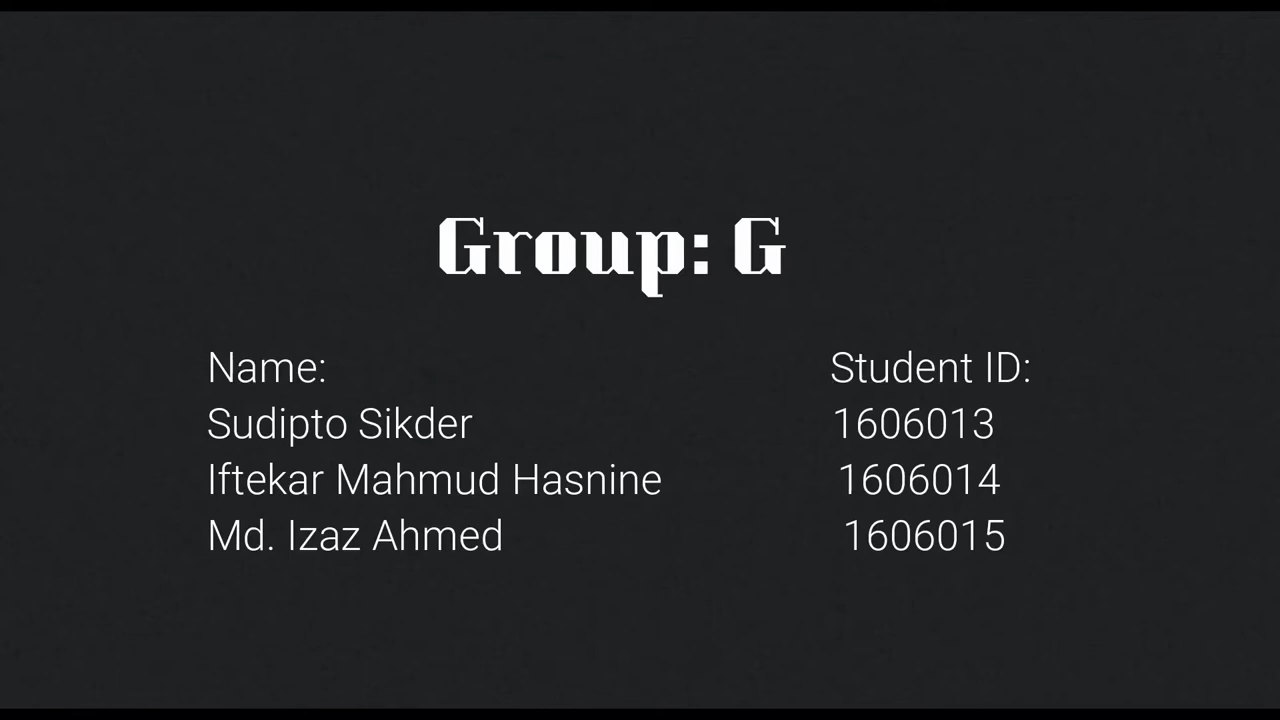 Group: G
Name: Student ID:
Sudipto Sikder 1606013
Iftekar Mahmud Hasnine 1606014
Md. Izaz Ahmed 1606015